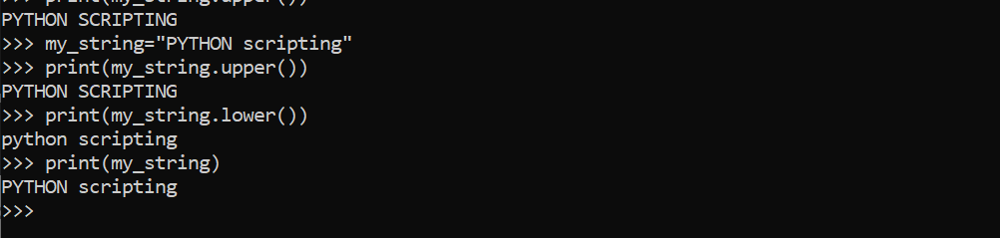 >>> print(my_string.upper())
PYTHON SCRIPTING
>>> my_string="PYTHON scripting"
>>> print(my_string.upper())
PYTHON SCRIPTING
>>> print(my_string.lower())
python scripting
>>> print(my_string)
PYTHON scripting
>>>